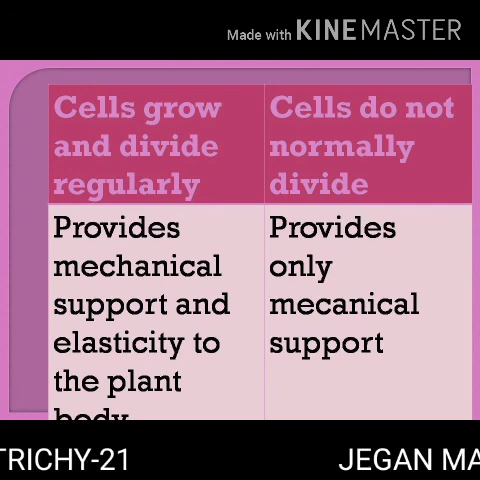 Made with KINEMASTER
Cells grow
and divide
regularly
Cells do not
normally
divide
Provides
mechanical
support and
elasticity to
the plant
body
Provides
only
mecanical
support
TRICHY-21
JEGAN MA